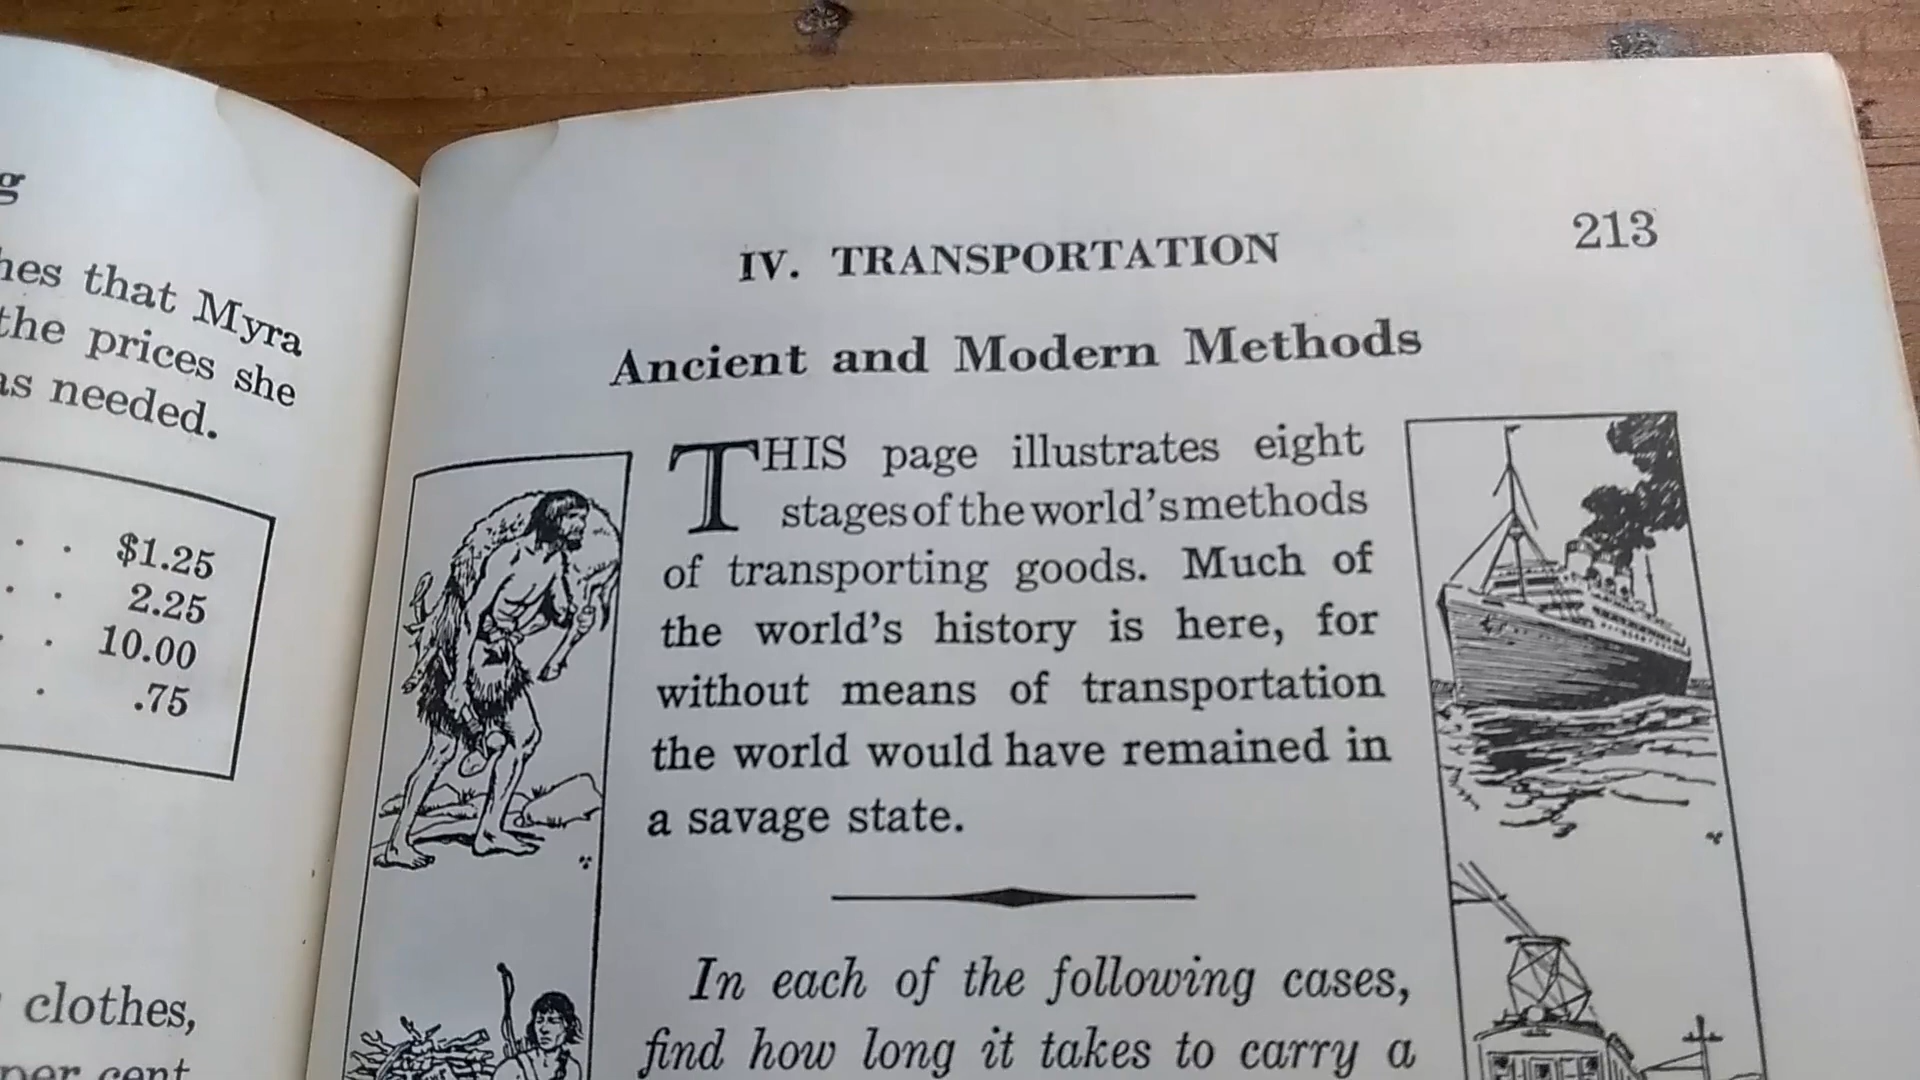 that Myra
the prices she
needed.
$1.25
2.25
10.00
.75
clothes,
per cent
213
IV. TRANSPORTATION
Ancient and Modern Methods
THIS page illustrates eight
stages of the world's methods
of transporting goods. Much of
the world's history is here, for
without means of transportation
the world would have remained in
a savage state.
In each of the following cases,
find how long it takes to carry a